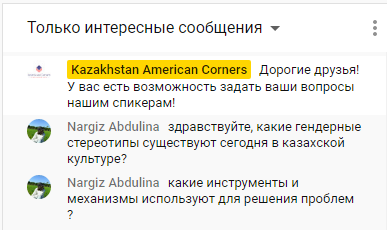 Только интересные сообщения
Kazakhstan American Corners Дорогие друзья!
У вас есть возможность задать ваши вопросы
нашим спикерам!
Nargiz Abdulina здравствуйте, какие гендерные
стереотипы существуют сегодня в казахской
культуре?
Nargiz Abdulina какие инструменты и
механизмы используют для решения проблем
?